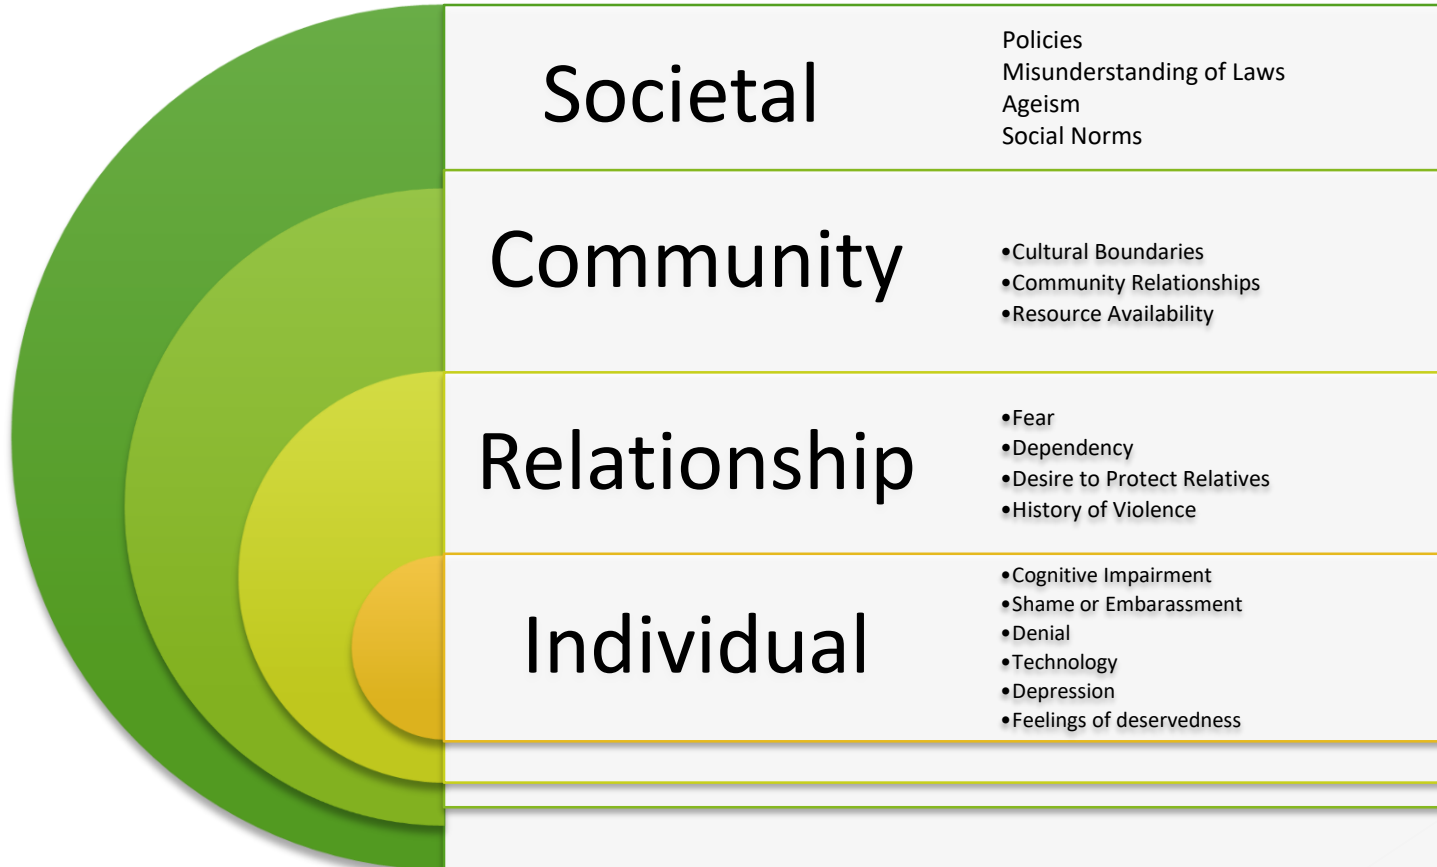 Societal
Policies
Misunderstanding of Laws
Ageism
Social Norms
Community
•Cultural Boundaries
•Community Relationships
•Resource Availability
Relationship
•Fear
•Dependency
•Desire to Protect Relatives
•History of Violence
Individual
•Cognitive Impairment
•Shame or Embarassment
•Denial
•Technology
•Depression
•Feelings of deservedness